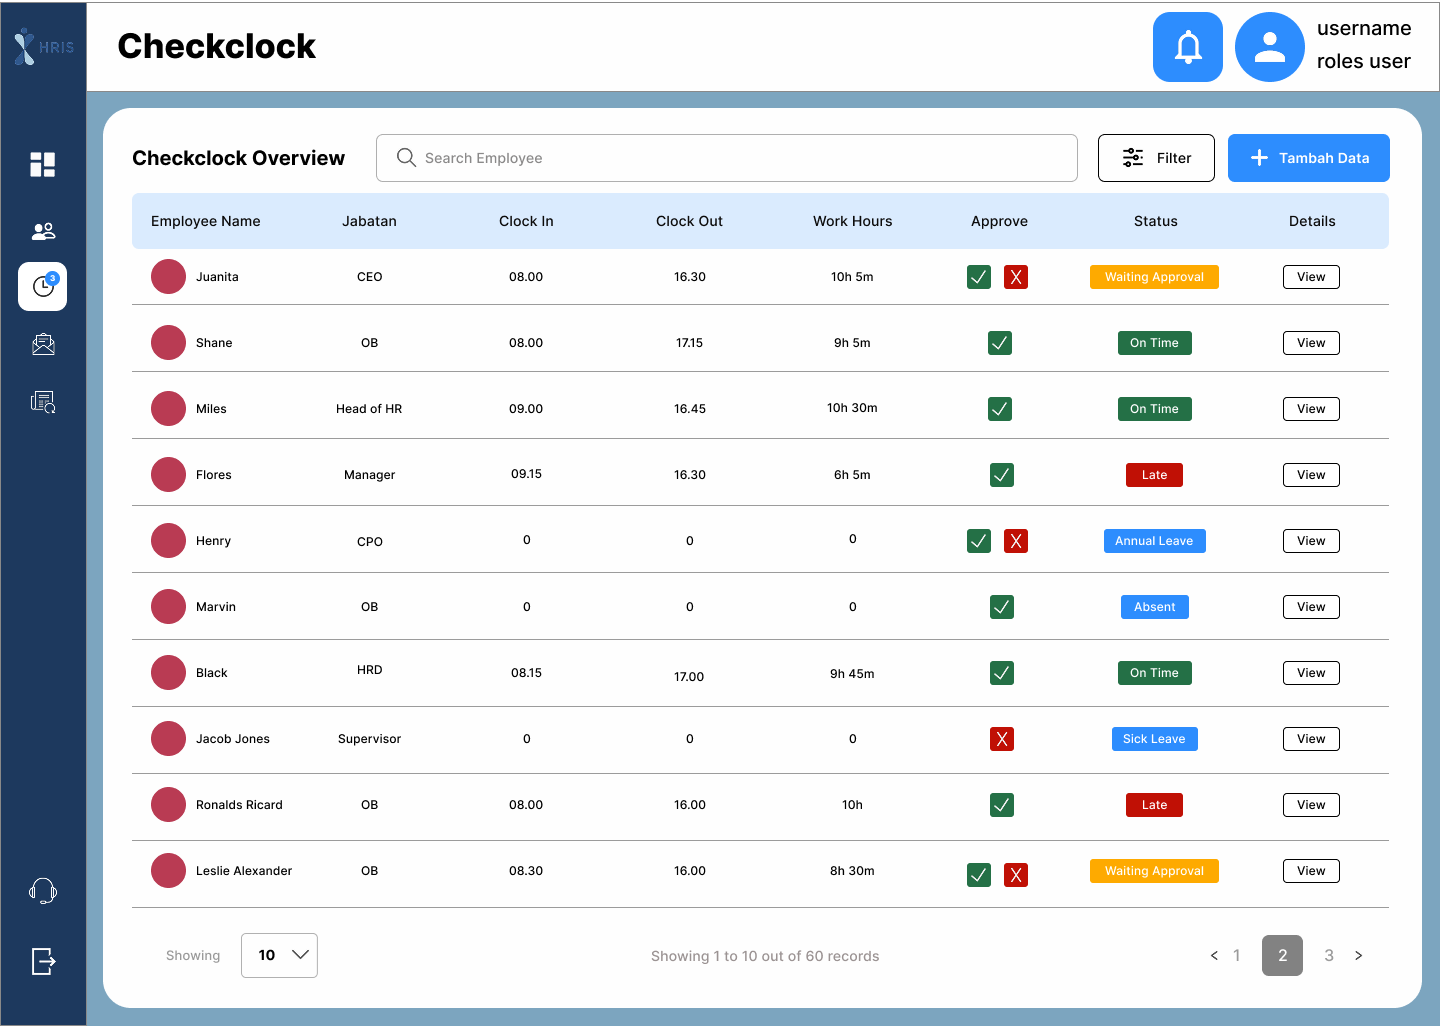 HRIS
Checkclock
username
roles user
3
Checkclock Overview
Search Employee
Filter
Tambah Data
Employee Name Jabatan Clock In Clock Out Work Hours Approve Status Details
Juanita CEO 08.00 16.30 10h 5m X Waiting Approval View
Shane OB 08.00 17.15 9h 5m On Time View
Miles Head of HR 09.00 16.45 10h 30m On Time View
Flores Manager 09.15 16.30 6h 5m Late View
Henry CPO 0 0 0 X Annual Leave View
Marvin OB 0 0 0 Absent View
Black HRD 08.15 17.00 9h 45m On Time View
Jacob Jones Supervisor 0 0 0 X Sick Leave View
Ronalds Ricard OB 08.00 16.00 10h Late View
Leslie Alexander OB 08.30 16.00 8h 30m X Waiting Approval View
Showing 10 Showing 1 to 10 out of 60 records < 1 2 3 >